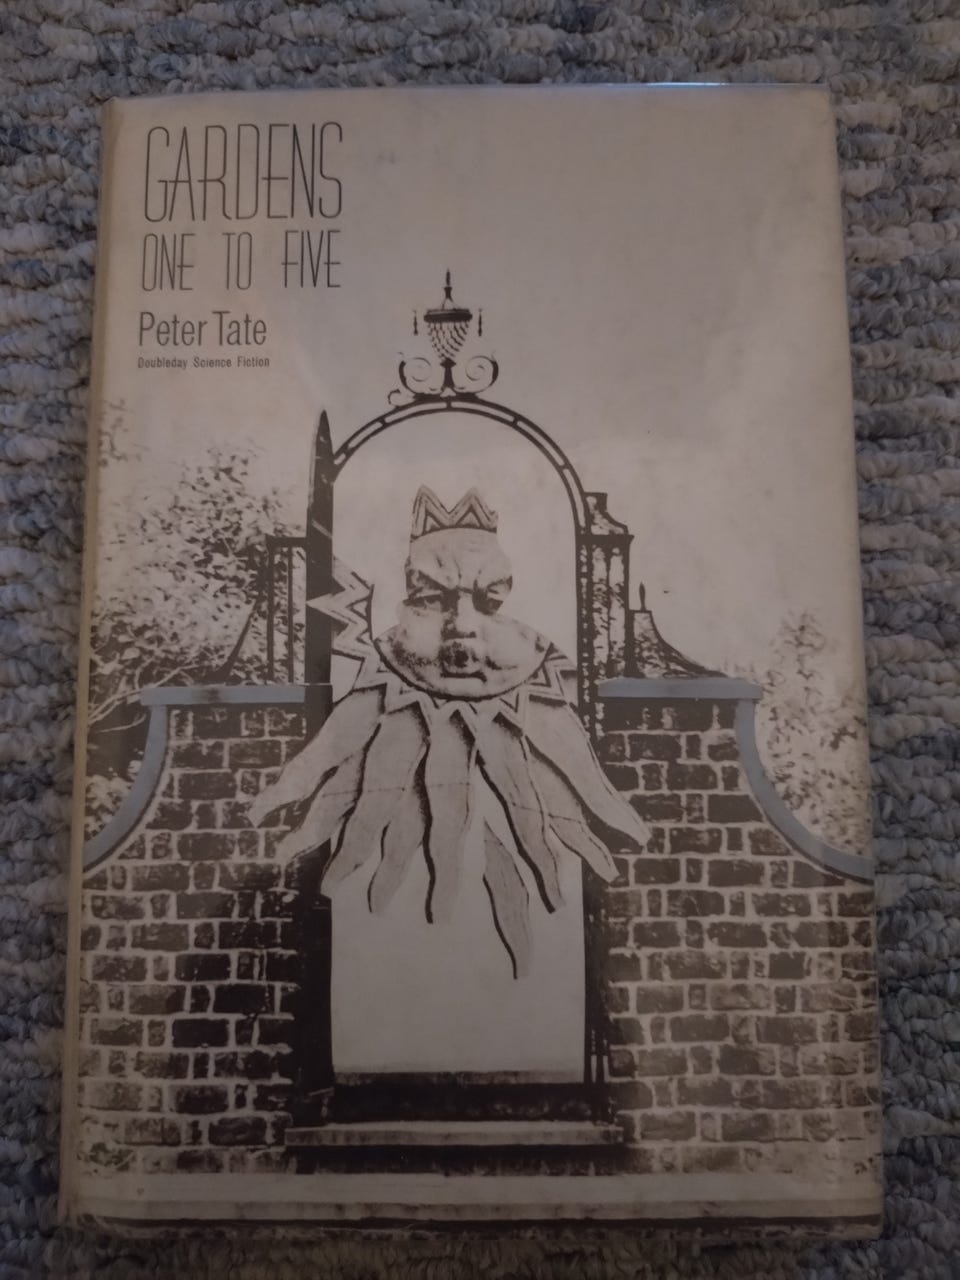 GARDENS
ONE TO FIVE
Peter Tate
Doubleday Science Fiction